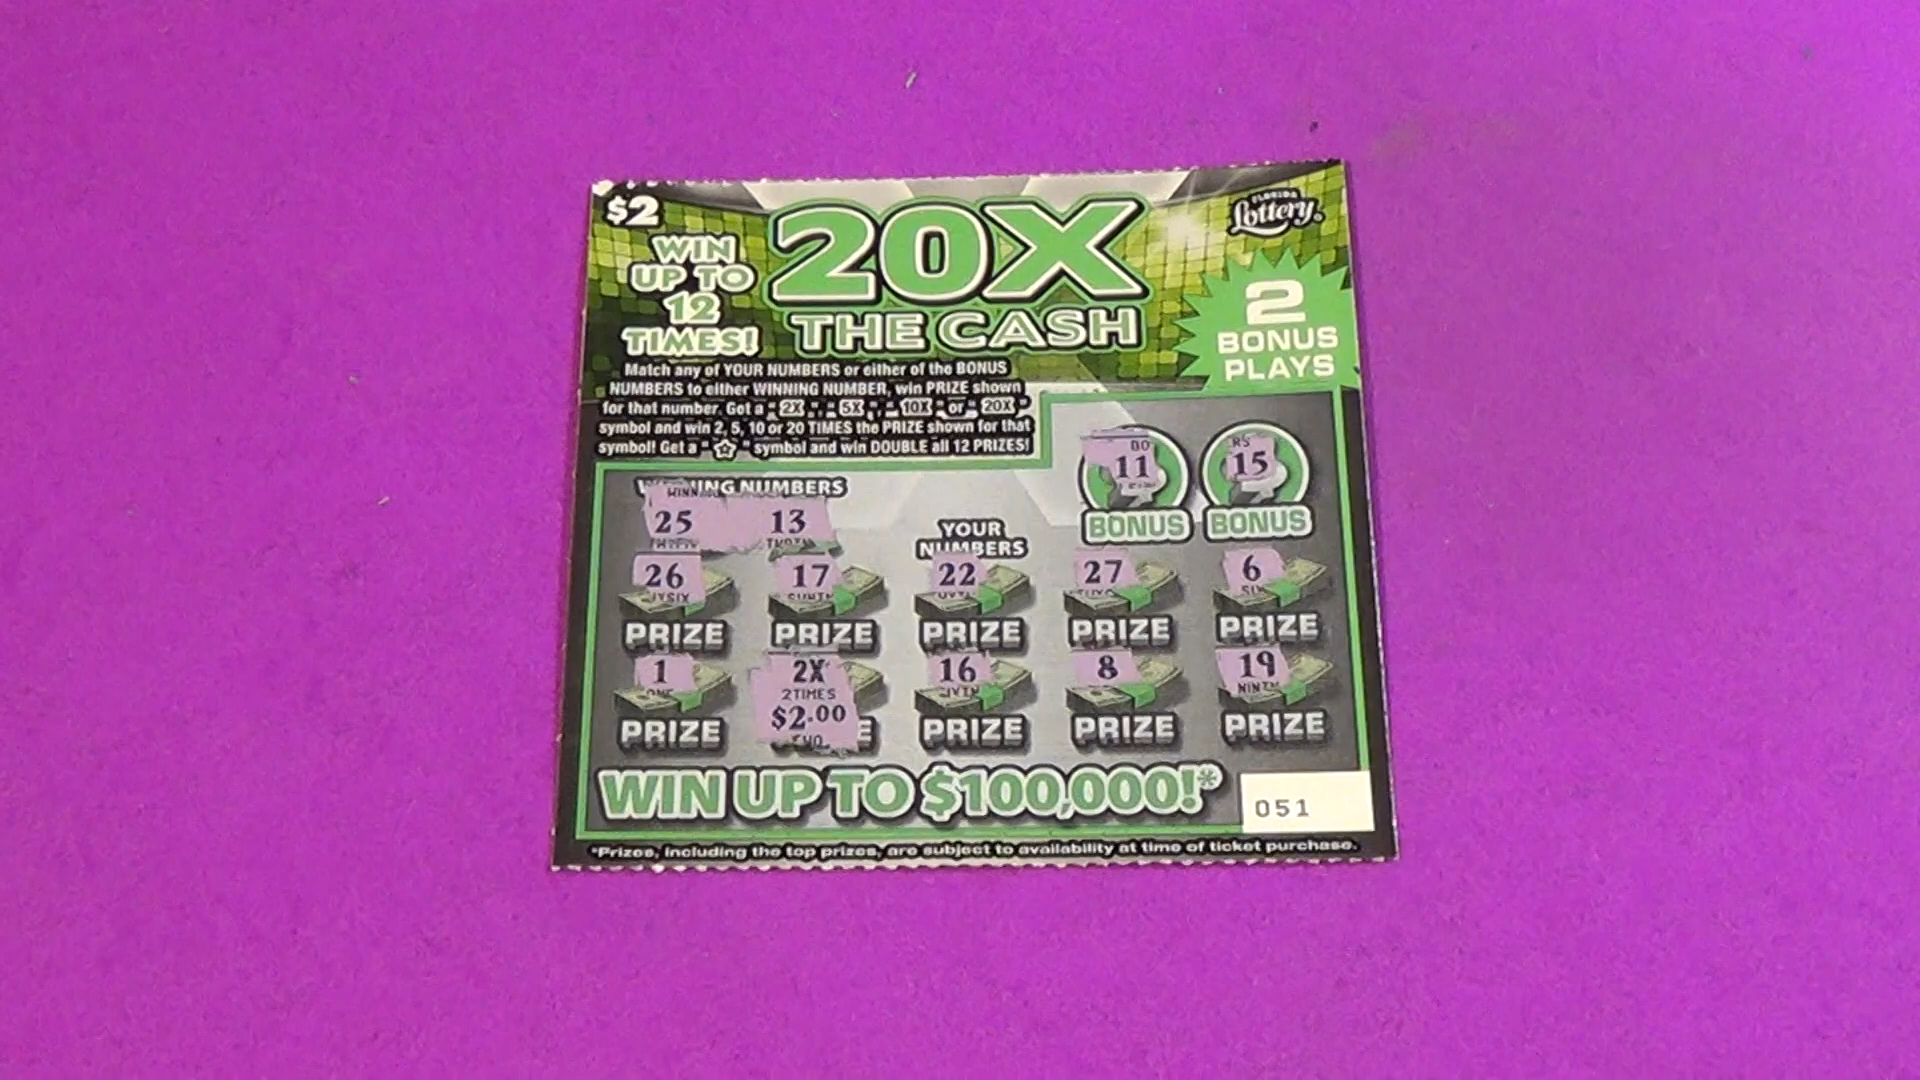 $2
WIN
UP TO
12
TIMES!
20X
THE CASH
FLORIDA
Lottery
2
BONUS
PLAYS
Match any of YOUR NUMBERS or either of the BONUS
NUMBERS to either WINNING NUMBER, win PRIZE shown
for that number. Get a "2X", "5X", "10X" or "20X"
symbol and win 2, 5, 10 or 20 TIMES the PRIZE shown for that
symbol! Get a "☆" symbol and win DOUBLE all 12 PRIZES!
11 15
BONUS BONUS
NUMBERS
25 13
YOUR
NUMBERS
26 17 22 27 6
PRIZE PRIZE PRIZE PRIZE PRIZE
1 2X 16 8 19
ONE 2TIMES
$2.00
PRIZE PRIZE PRIZE PRIZE
WIN UP TO $100,000!*
051
*Prizes, including the top prizes, are subject to availability at time of ticket purchase.